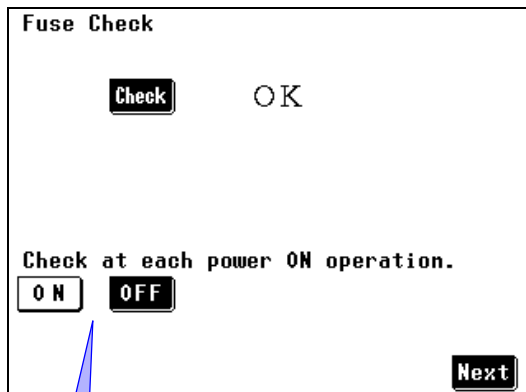 Fuse Check
Check OK
Check at each power ON operation.
ON OFF
Next